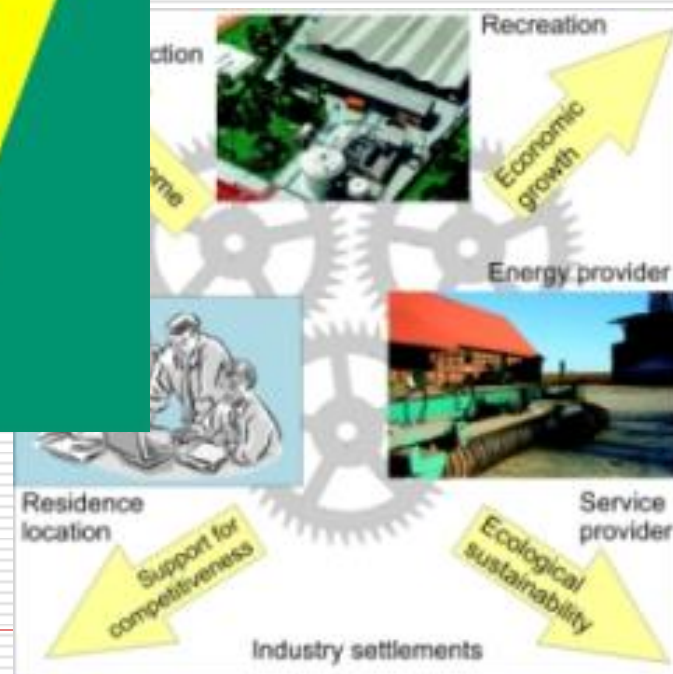 Recreation
Economic
growth
Energy provider
Residence
location
Service
provider
Support for
competitiveness
Ecological
sustainability
Industry settlements